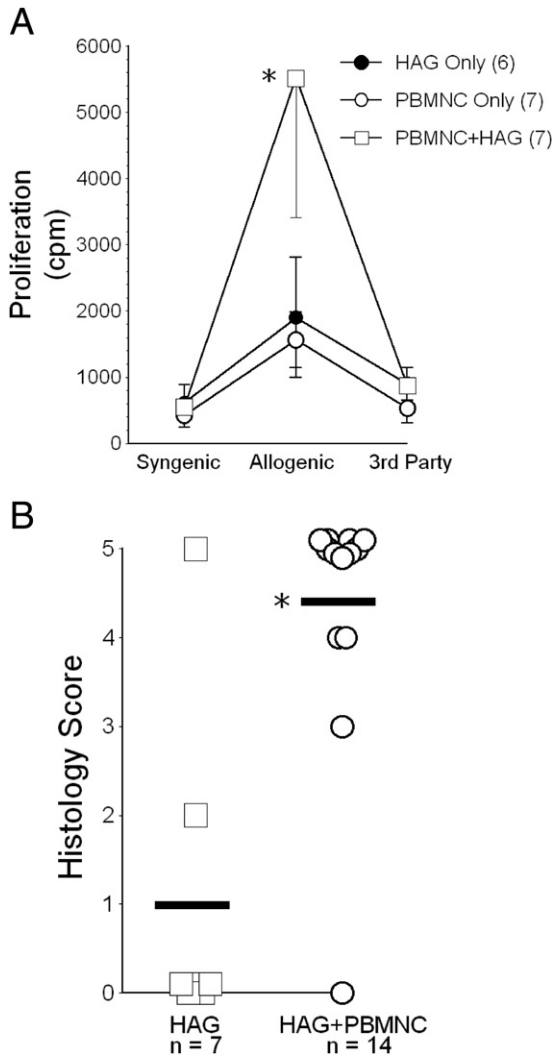 A
6000
5000
4000
3000
2000
1000
0
Proliferation
(cpm)
*
HAG Only (6)
PBMNC Only (7)
PBMNC+HAG (7)
Syngenic Allogenic 3rd Party
B
5
4
3
2
1
0
Histology Score
*
HAG HAG+PBMNC
n = 7 n = 14